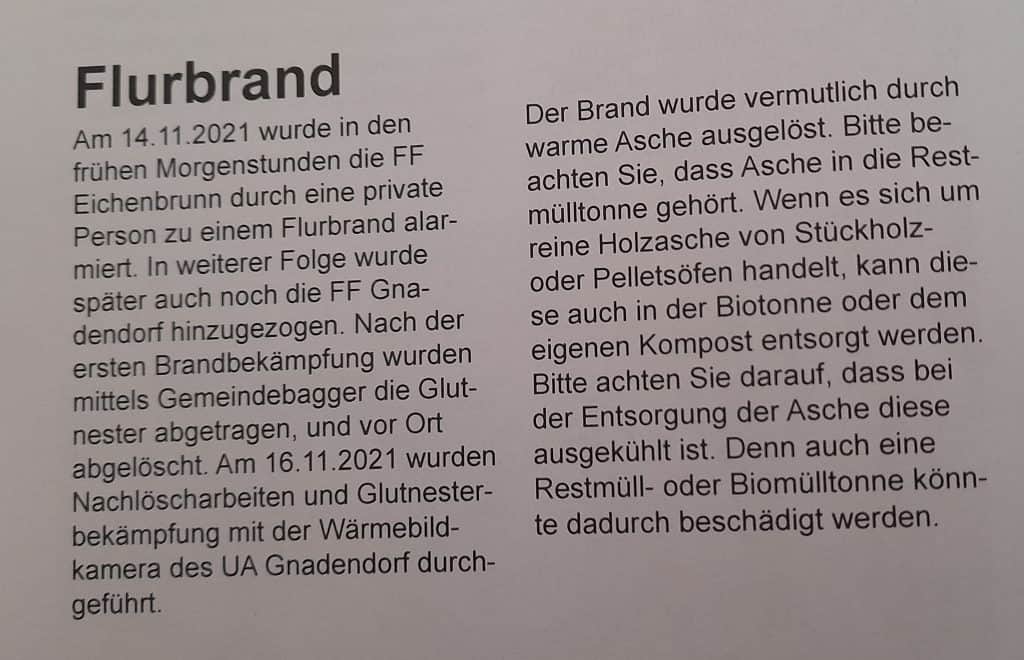 Flurbrand
Am 14.11.2021 wurde in den
frühen Morgenstunden die FF
Eichenbrunn durch eine private
Person zu einem Flurbrand alar-
miert. In weiterer Folge wurde
später auch noch die FF Gna-
dendorf hinzugezogen. Nach der
ersten Brandbekämpfung wurden
mittels Gemeindebagger die Glut-
nester abgetragen, und vor Ort
abgelöscht. Am 16.11.2021 wurden
Nachlöscharbeiten und Glutnester-
bekämpfung mit der Wärmebild-
kamera des UA Gnadendorf durch-
geführt.
Der Brand wurde vermutlich durch
warme Asche ausgelöst. Bitte be-
achten Sie, dass Asche in die Rest-
mülltonne gehört. Wenn es sich um
reine Holzasche von Stückholz-
oder Pelletsöfen handelt, kann die-
se auch in der Biotonne oder dem
eigenen Kompost entsorgt werden.
Bitte achten Sie darauf, dass bei
der Entsorgung der Asche diese
ausgekühlt ist. Denn auch eine
Restmüll- oder Biomülltonne könn-
te dadurch beschädigt werden.